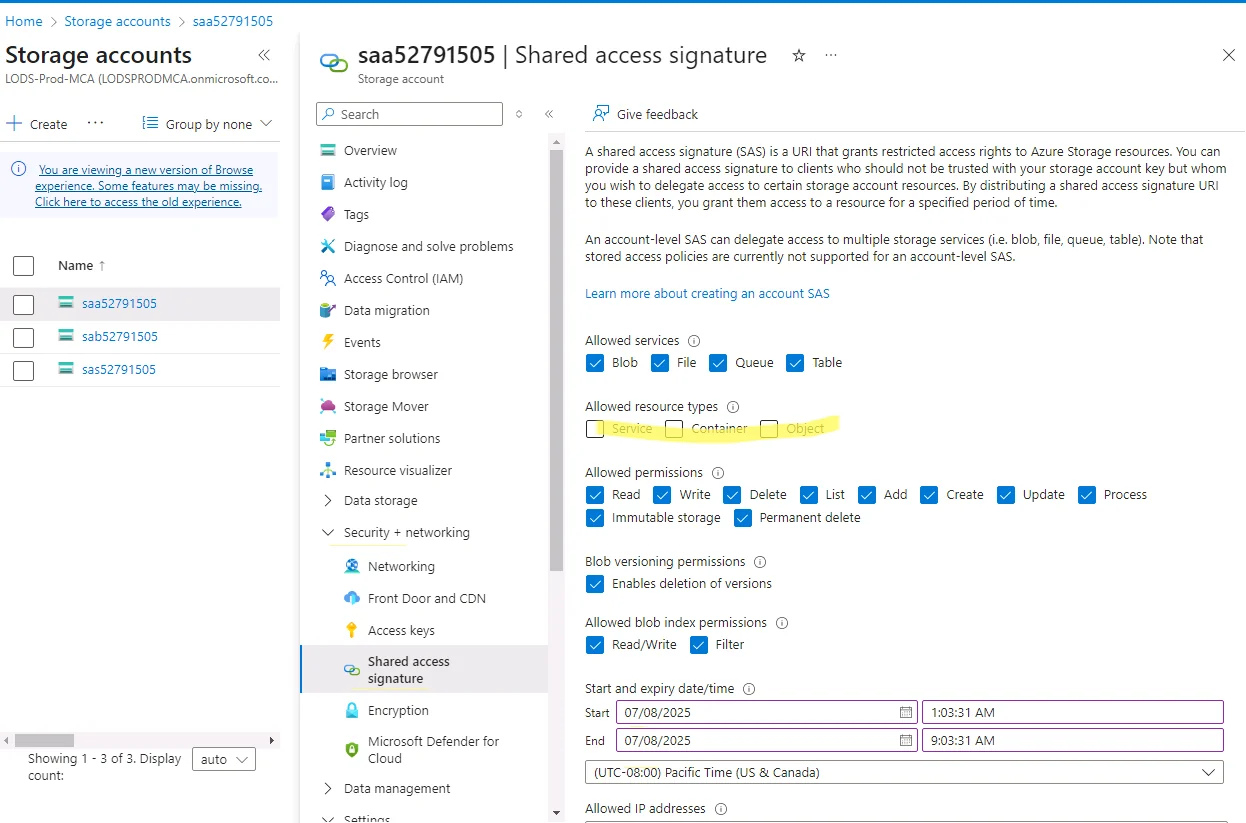 Home > Storage accounts > saa52791505
Storage accounts
LODS-Prod-MCA (LODSPRODMCA.onmicrosoft.co...
Create
Group by none
You are viewing a new version of Browse
experience. Some features may be missing.
Click here to access the old experience.
Name ↑
saa52791505
sab52791505
sas52791505
Showing 1 - 3 of 3. Display
count:
auto
saa52791505 | Shared access signature
Storage account
Search
Overview
Activity log
Tags
Diagnose and solve problems
Access Control (IAM)
Data migration
Events
Storage browser
Storage Mover
Partner solutions
Resource visualizer
Data storage
Security + networking
Networking
Front Door and CDN
Access keys
Shared access
signature
Encryption
Microsoft Defender for
Cloud
Data management
Settings
Give feedback
A shared access signature (SAS) is a URI that grants restricted access rights to Azure Storage resources. You can
provide a shared access signature to clients who should not be trusted with your storage account key but whom
you wish to delegate access to certain storage account resources. By distributing a shared access signature URI
to these clients, you grant them access to a resource for a specified period of time.
An account-level SAS can delegate access to multiple storage services (i.e. blob, file, queue, table). Note that
stored access policies are currently not supported for an account-level SAS.
Learn more about creating an account SAS
Allowed services
Blob File Queue Table
Allowed resource types
Service Container Object
Allowed permissions
Read Write Delete List Add Create Update Process
Immutable storage Permanent delete
Blob versioning permissions
Enables deletion of versions
Allowed blob index permissions
Read/Write Filter
Start and expiry date/time
Start 07/08/2025 1:03:31 AM
End 07/08/2025 9:03:31 AM
(UTC-08:00) Pacific Time (US & Canada)
Allowed IP addresses